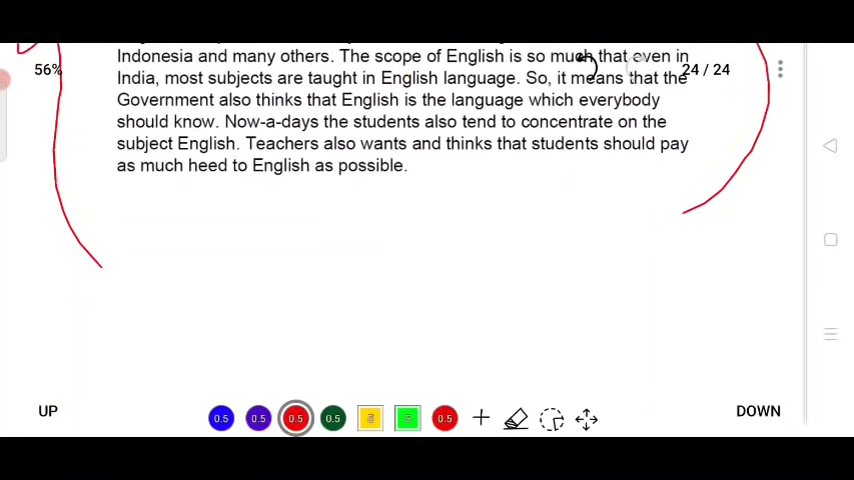 Indonesia and many others. The scope of English is so much that even in
56%
24 / 24
India, most subjects are taught in English language. So, it means that the
Government also thinks that English is the language which everybody
should know. Now-a-days the students also tend to concentrate on the
subject English. Teachers also wants and thinks that students should pay
as much heed to English as possible.
UP
0.5
0.5
0.5
0.5
0.5
DOWN